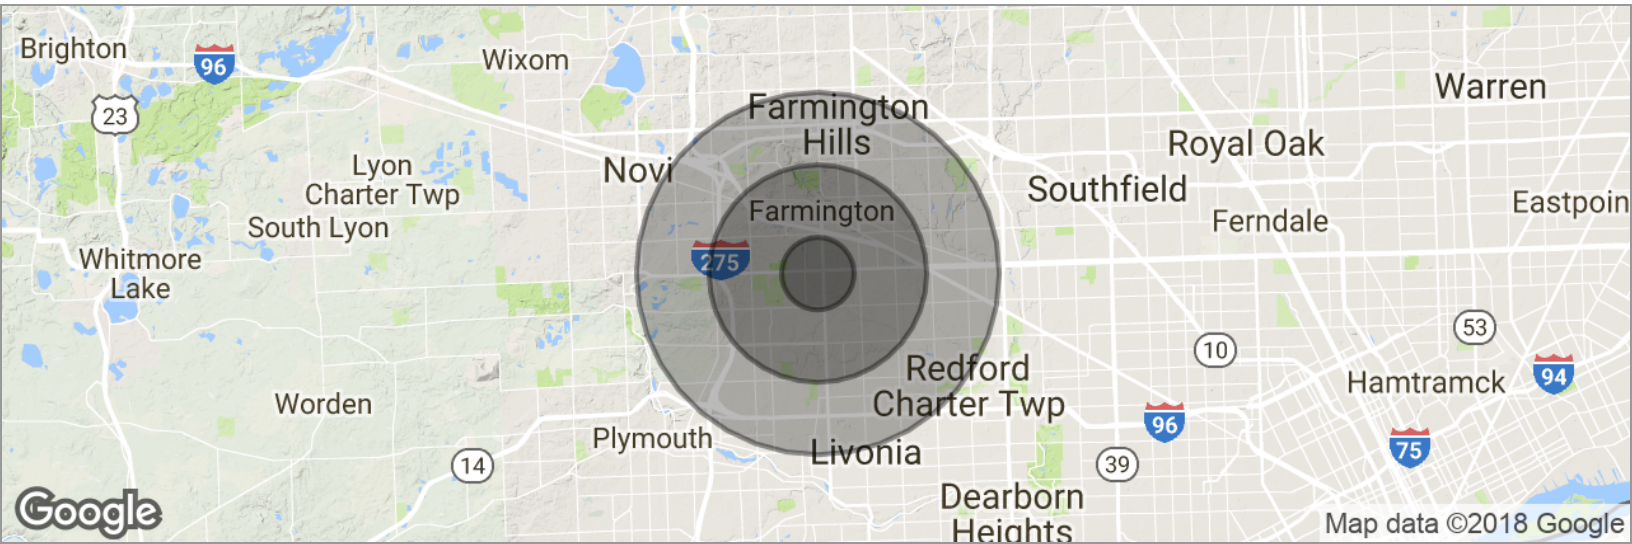 Brighton
96
Wixom
23
Farmington
Hills
Warren
Royal Oak
Novi
Lyon
Charter Twp
Southfield
South Lyon
Farmington
Ferndale
Eastpoin
Whitmore
Lake
275
53
10
Redford
Charter Twp
94
Hamtramck
Worden
96
Plymouth
Livonia
75
14
39
Dearborn
Heights
Google
Map data ©2018 Google